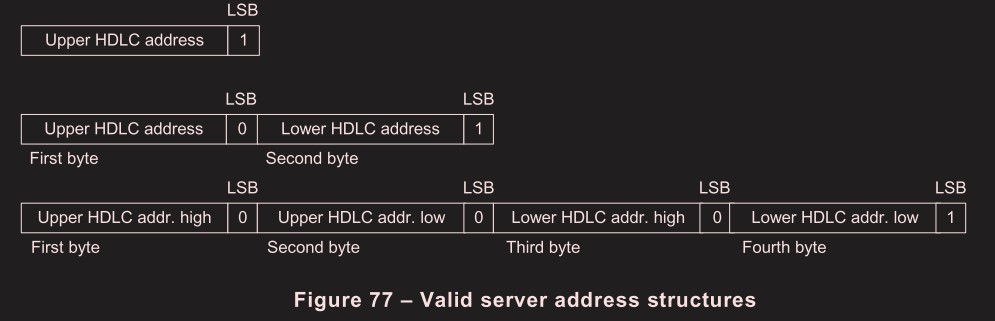 LSB
Upper HDLC address 1
LSB LSB
Upper HDLC address 0 Lower HDLC address 1
First byte Second byte
LSB LSB LSB LSB
Upper HDLC addr. high 0 Upper HDLC addr. low 0 Lower HDLC addr. high 0 Lower HDLC addr. low 1
First byte Second byte Third byte Fourth byte
Figure 77 – Valid server address structures